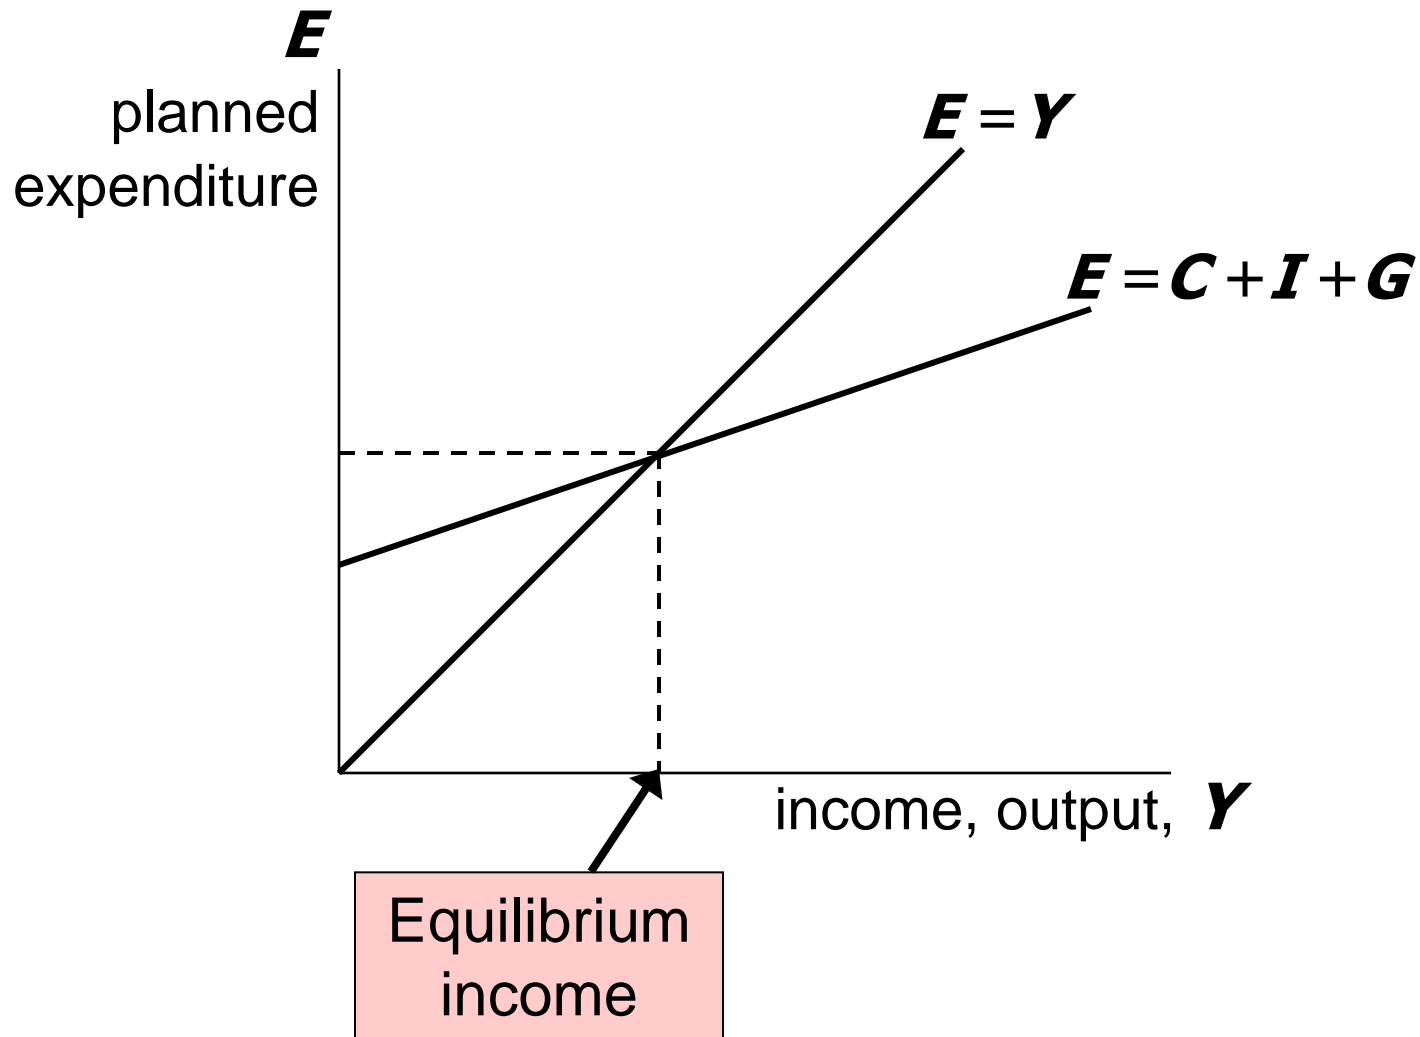 E
planned
expenditure
E = Y
E = C + I + G
income, output, Y
Equilibrium
income